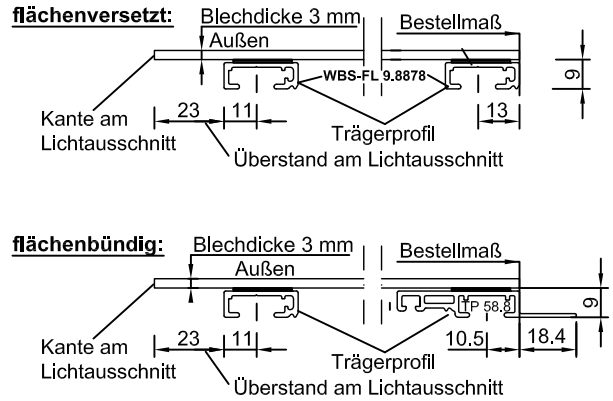 flächenversetzt:
Blechdicke 3 mm
Bestellmaß
Außen
WBS-FL 9.8878
9
Kante am
Lichtausschnitt
23
11
Trägerprofil
13
Überstand am Lichtausschnitt
flächenbündig:
Blechdicke 3 mm
Bestellmaß
Außen
TP 58.8
9
Kante am
Lichtausschnitt
23
11
Trägerprofil
10.5
18.4
Überstand am Lichtausschnitt